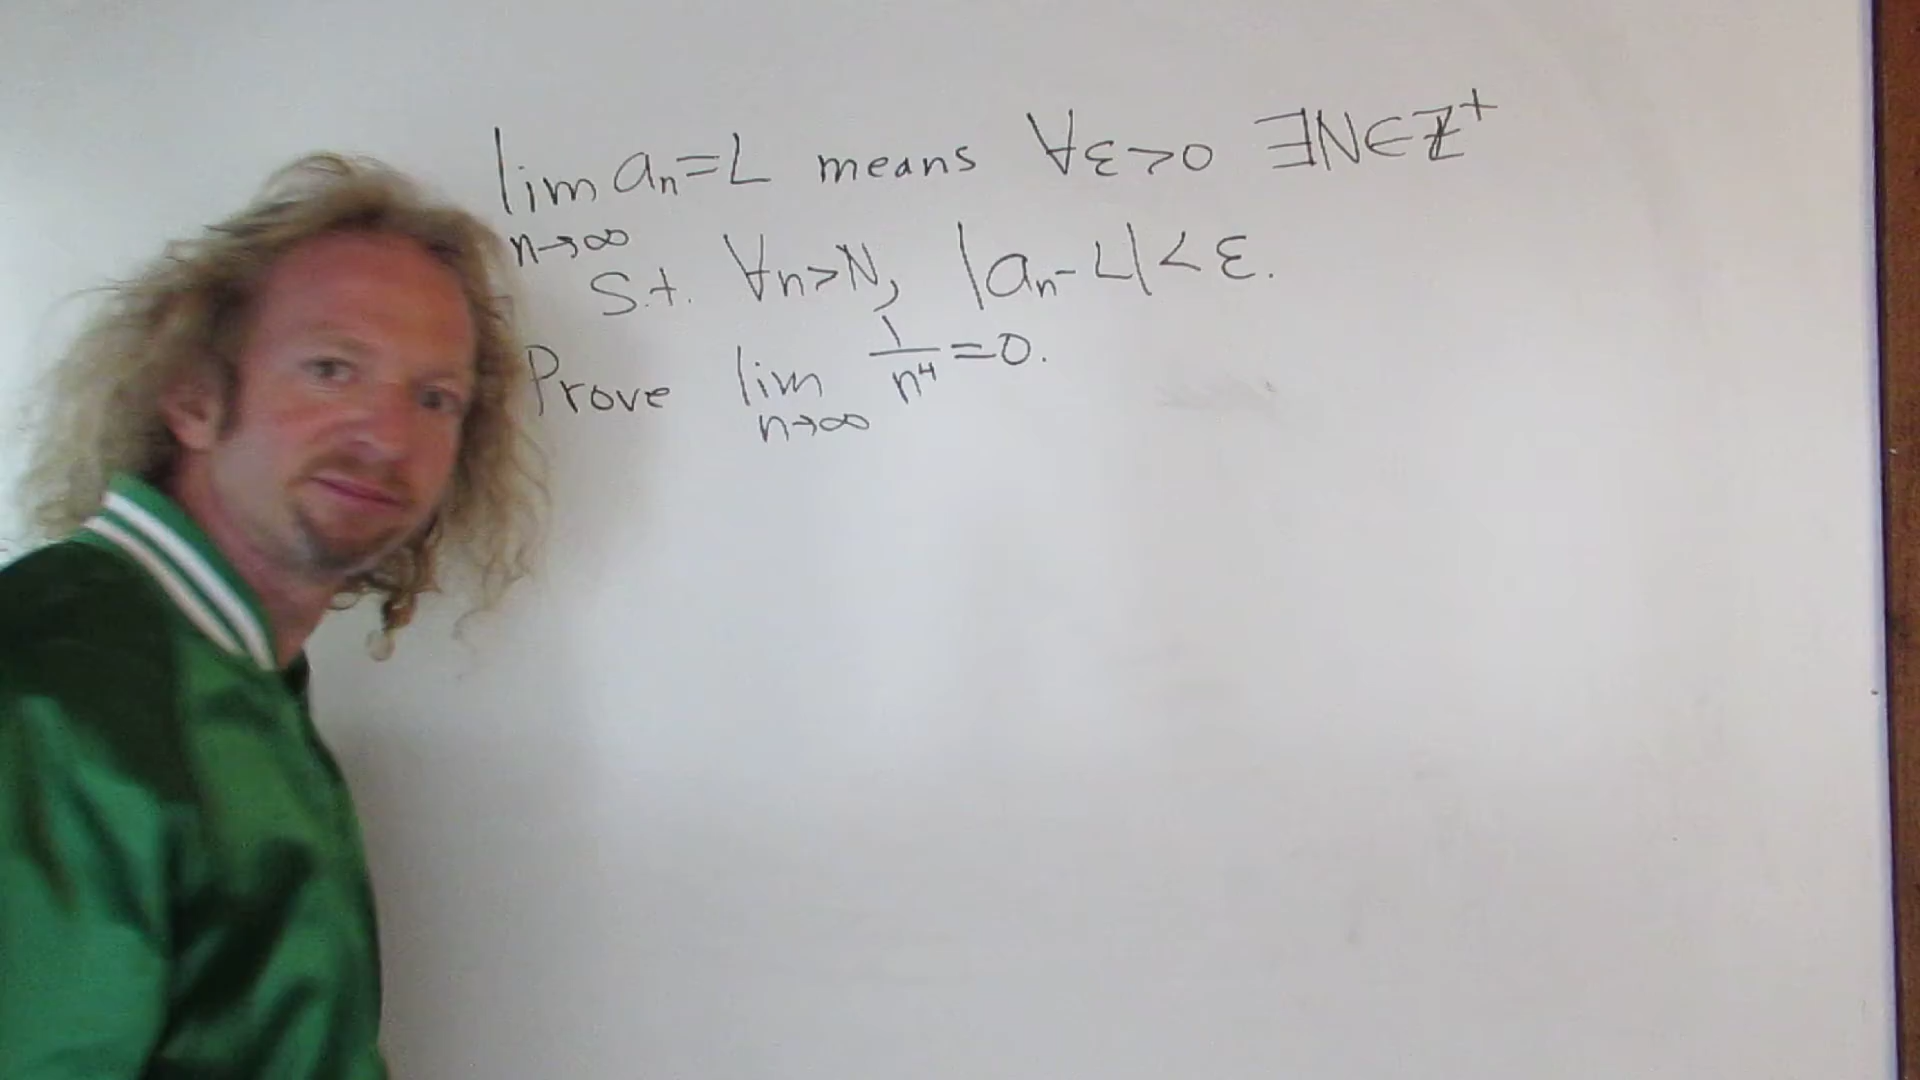 lim aₙ = L means ∀ε>0 ∃N∈ℤ⁺
n→∞
s.t. ∀n>N, |aₙ - L| < ε.
Prove lim 1/n⁴ = 0.
n→∞